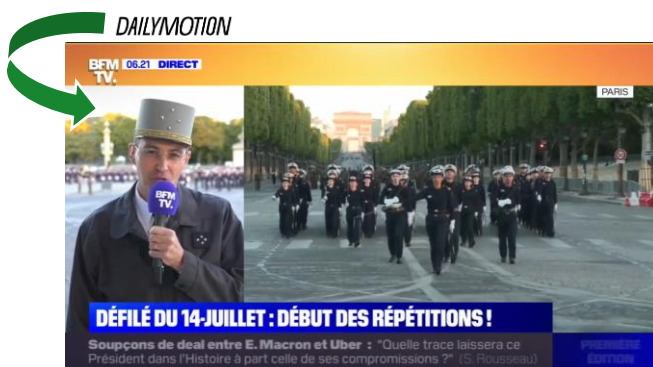 DAILYMOTION
BFM TV. 06.21 DIRECT
PARIS
BFM TV.
DÉFILÉ DU 14-JUILLET : DÉBUT DES RÉPÉTITIONS !
Soupçons de deal entre E. Macron et Uber : "Quelle trace laissera ce
Président dans l'Histoire à part celle de ses compromissions ?" (S. Rousseau)
PREMIÈRE
ÉDITION